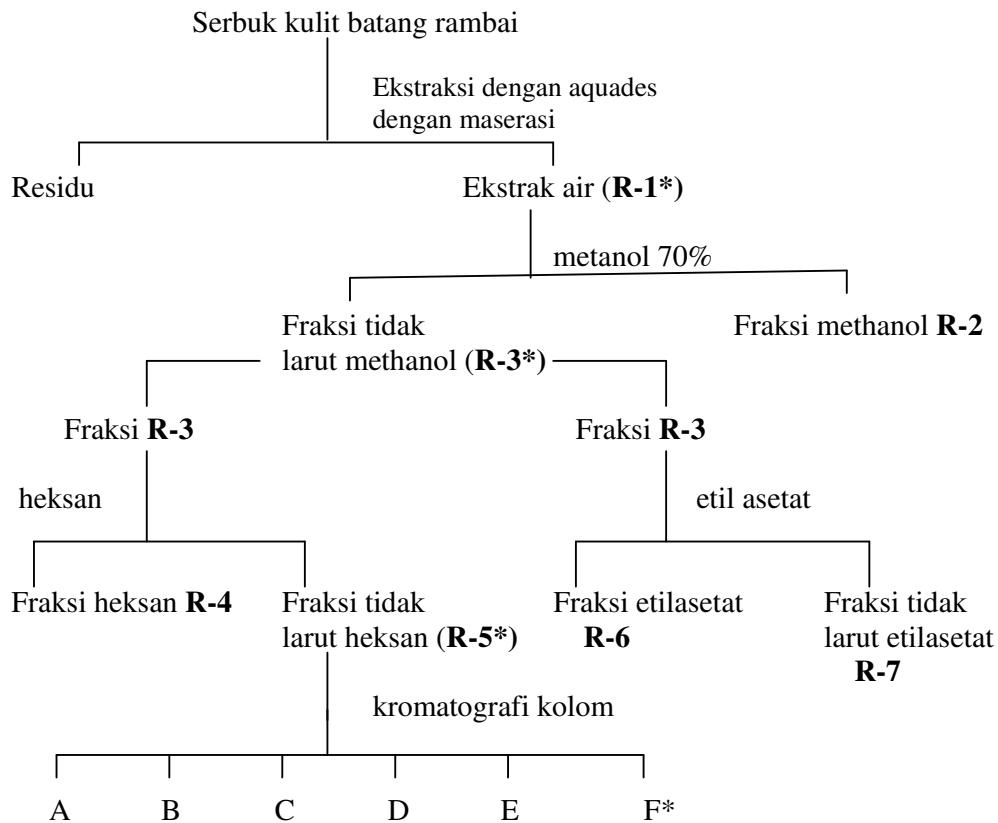 Serbuk kulit batang rambai
Ekstraksi dengan aquades
dengan maserasi
Residu
Ekstrak air (R-1*)
metanol 70%
Fraksi tidak
larut methanol (R-3*)
Fraksi methanol R-2
Fraksi R-3
Fraksi R-3
heksan
etil asetat
Fraksi heksan R-4
Fraksi tidak
larut heksan (R-5*)
Fraksi etilasetat
R-6
Fraksi tidak
larut etilasetat
R-7
kromatografi kolom
A B C D E F*